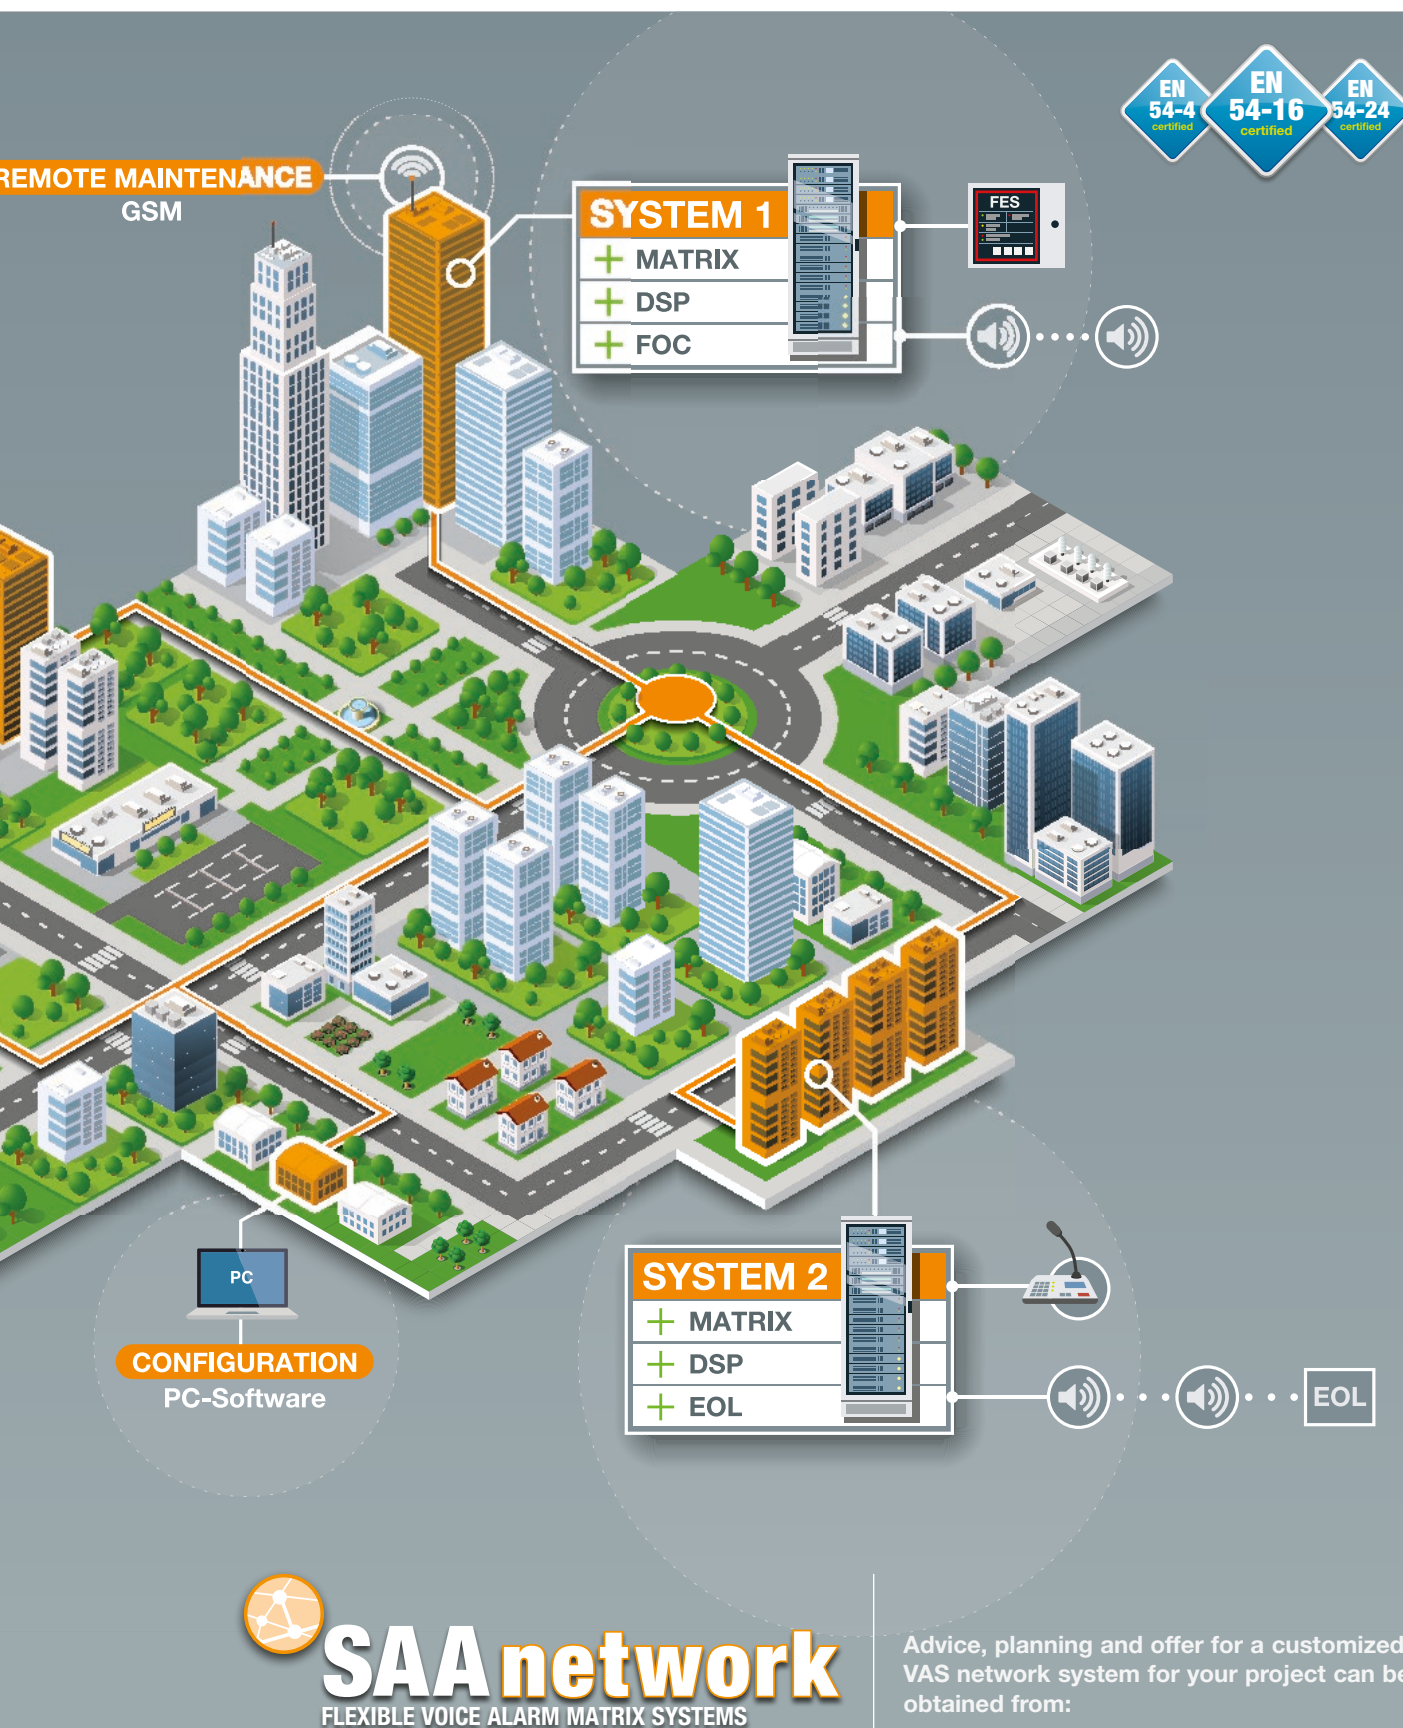 EN
54-4
certified
EN
54-16
certified
EN
54-24
certified
REMOTE MAINTENANCE
GSM
SYSTEM 1
+ MATRIX
+ DSP
+ FOC
FES
PC
CONFIGURATION
PC-Software
SYSTEM 2
+ MATRIX
+ DSP
+ EOL
EOL
SAA network
FLEXIBLE VOICE ALARM MATRIX SYSTEMS
Advice, planning and offer for a customized
VAS network system for your project can be
obtained from: